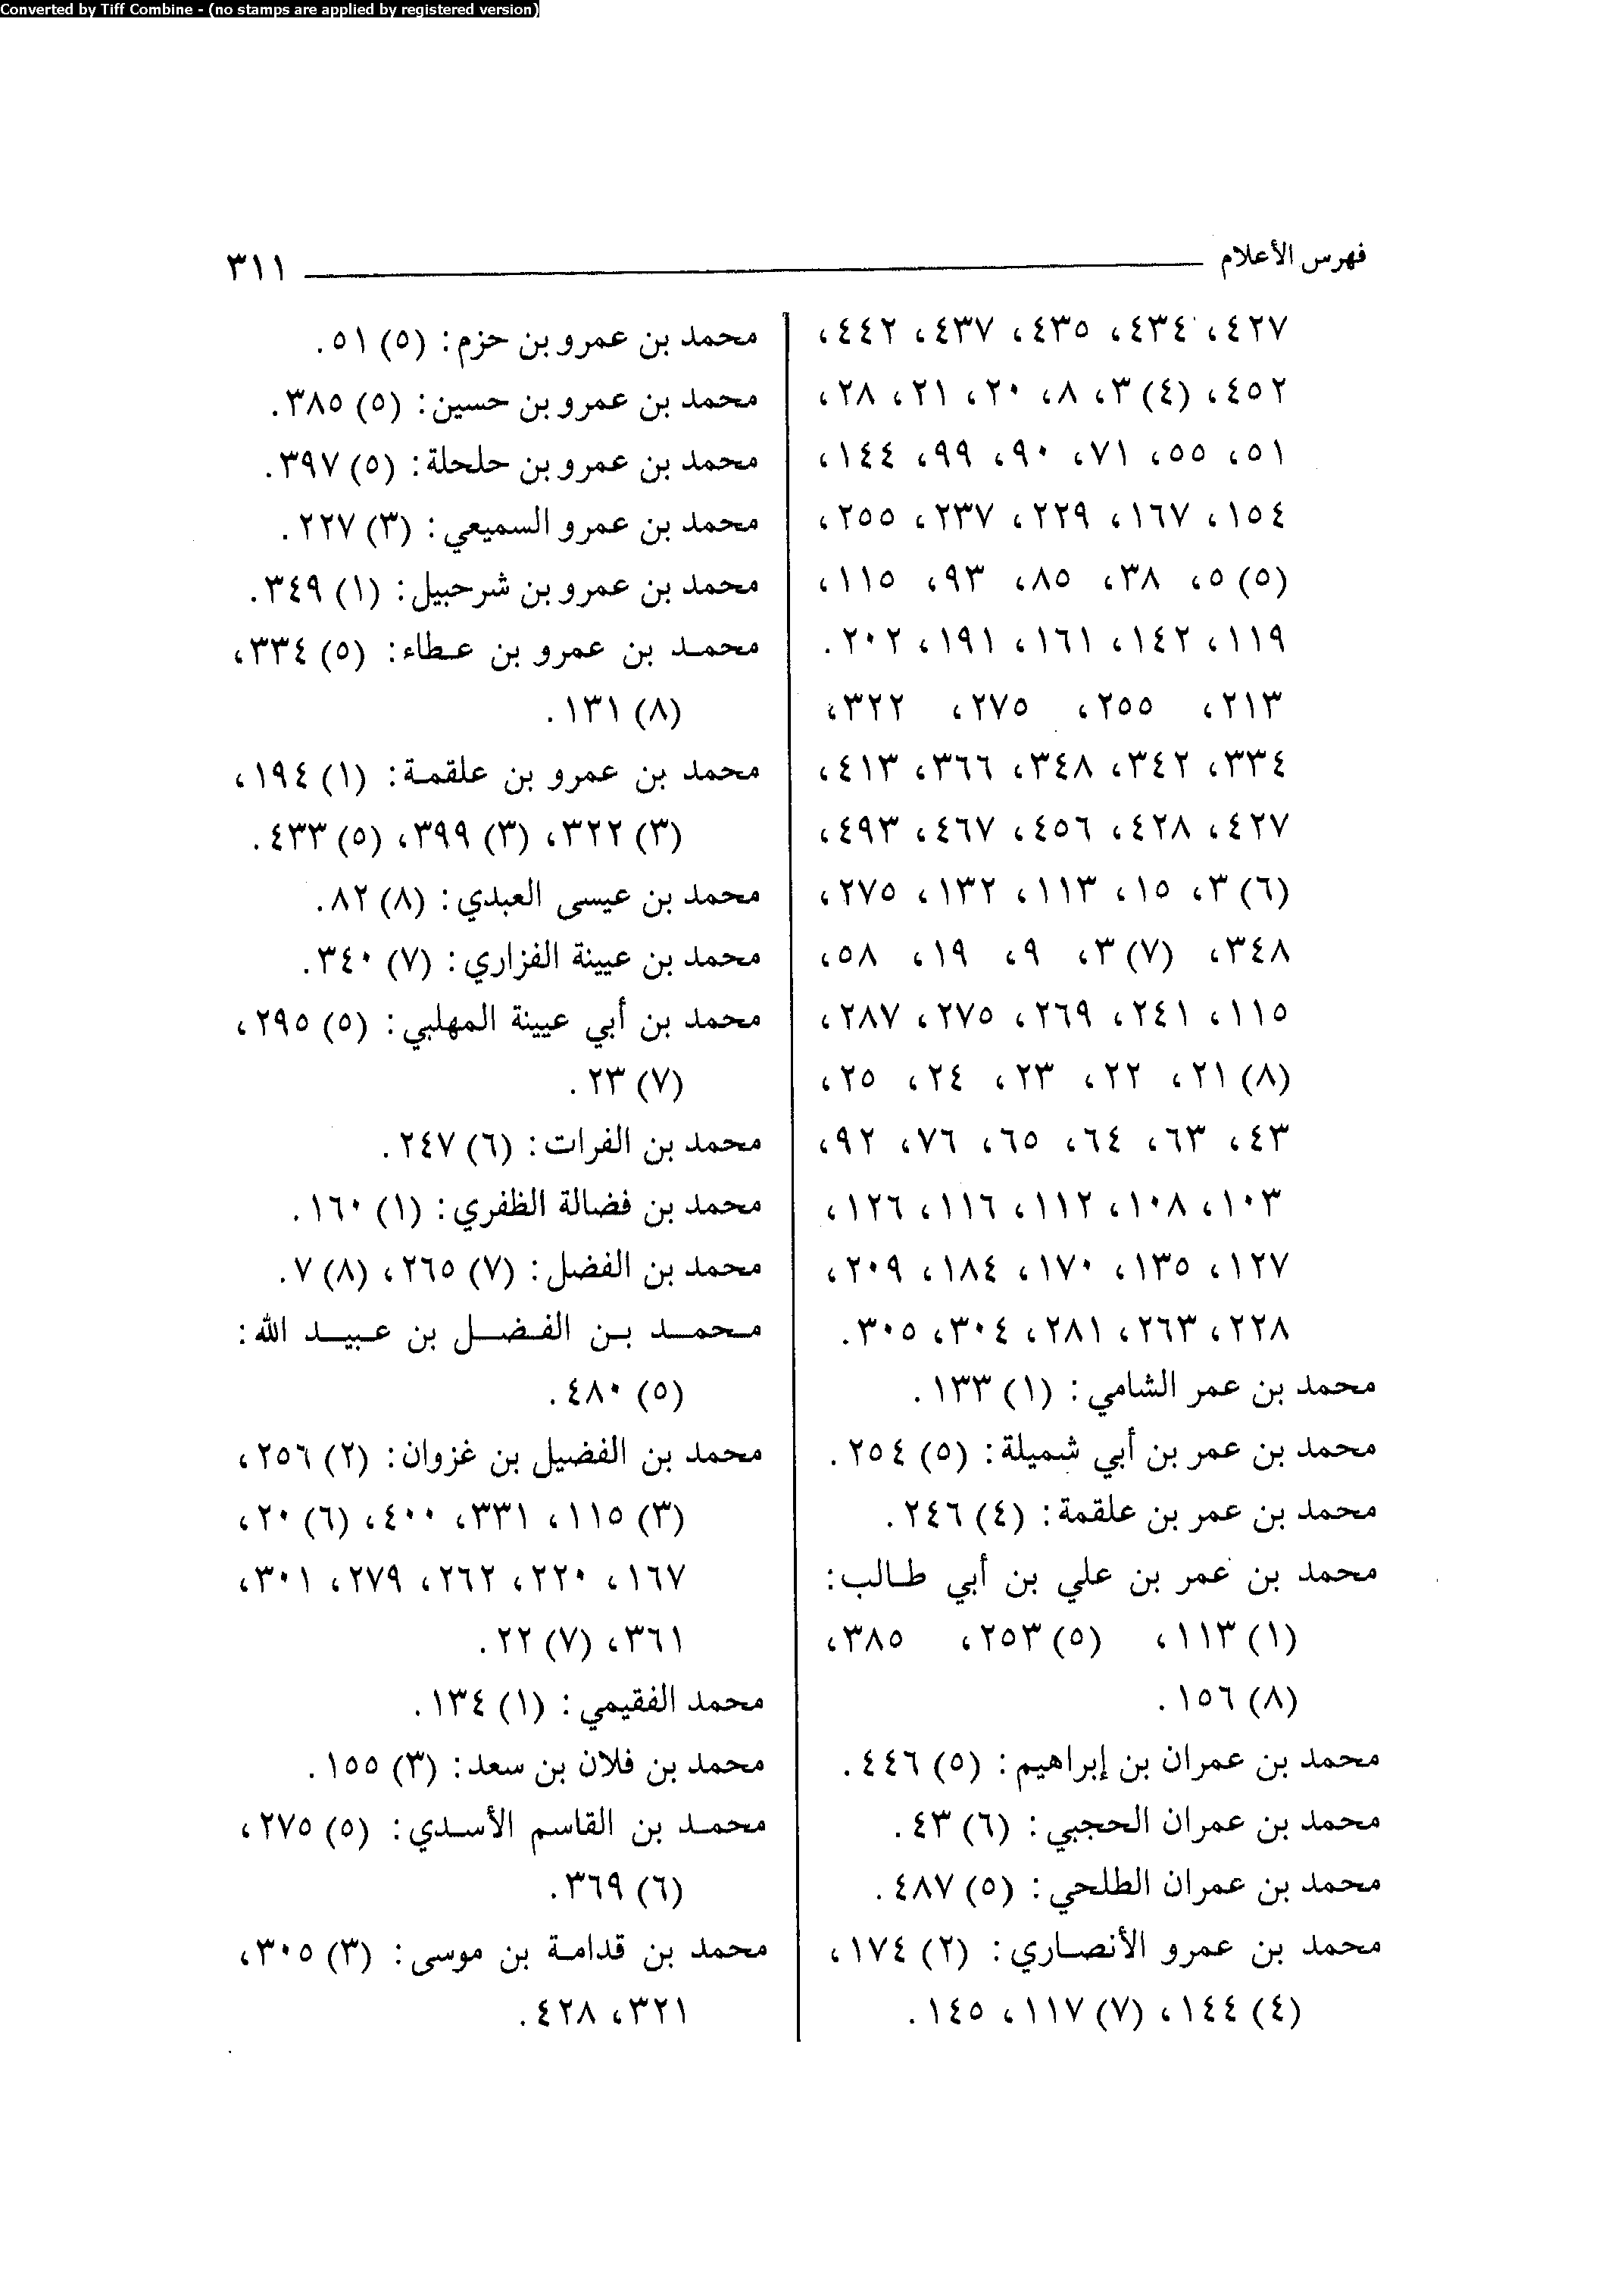 Converted by Tiff Combine - (no stamps are applied by registered version)
فهرس الأعلام ٣١١
٤٢٧، ٤٣٤، ٤٣٥، ٤٣٧، ٤٤٢،
٤٥٢، (٤) ٣، ٨، ٢٠، ٢١، ٢٨،
٥١، ٥٥، ٧١، ٩٠، ٩٩، ١٤٤،
١٥٤، ١٦٧، ٢٢٩، ٢٣٧، ٢٥٥،
(٥) ٥، ٣٨، ٨٥، ٩٣، ١١٥،
١١٩، ١٤٢، ١٦١، ١٩١، ٢٠٢.
٢١٣، ٢٥٥، ٢٧٥، ٣٢٢،
٣٣٤، ٣٤٢، ٣٤٨، ٣٦٦، ٤١٣،
٤٢٧، ٤٢٨، ٤٥٦، ٤٦٧، ٤٩٣،
(٦) ٣، ١٥، ١١٣، ١٣٢، ٢٧٥،
٣٤٨، (٧) ٣، ٩، ١٩، ٥٨،
١١٥، ٢٤١، ٢٦٩، ٢٧٥، ٢٨٧،
(٨) ٢١، ٢٢، ٢٣، ٢٤، ٢٥،
٤٣، ٦٣، ٦٤، ٦٥، ٧٦، ٩٢،
١٠٣، ١٠٨، ١١٢، ١١٦، ١٢٦،
١٢٧، ١٣٥، ١٧٠، ١٨٤، ٢٠٩،
٢٢٨، ٢٦٣، ٢٨١، ٣٠٤، ٣٠٥.
محمد بن عمر الشامي: (١) ١٣٣.
محمد بن عمر بن أبي شميلة: (٥) ٢٥٤.
محمد بن عمر بن علقمة: (٤) ٢٤٦.
محمد بن عمر بن علي بن أبي طالب:
(١) ١١٣، (٥) ٢٥٣، ٣٨٥،
(٨) ١٥٦.
محمد بن عمران بن إبراهيم: (٥) ٤٤٦.
محمد بن عمران الحجبي: (٦) ٤٣.
محمد بن عمران الطلحي: (٥) ٤٨٧.
محمد بن عمرو الأنصاري: (٢) ١٧٤،
(٤) ١٤٤، (٧) ١١٧، ١٤٥.
محمد بن عمرو بن حزم: (٥) ٥١.
محمد بن عمرو بن حسين: (٥) ٣٨٥.
محمد بن عمرو بن حلحلة: (٥) ٣٩٧.
محمد بن عمرو السميعي: (٣) ٢٢٧.
محمد بن عمرو بن شرحبيل: (١) ٣٤٩.
محمد بن عمرو بن عطاء: (٥) ٣٣٤،
(٨) ١٣١.
محمد بن عمرو بن علقمة: (١) ١٩٤،
(٣) ٣٢٢، (٣) ٣٩٩، (٥) ٤٣٣.
محمد بن عيسى العبدي: (٨) ٨٢.
محمد بن عيينة الفزاري: (٧) ٣٤٠.
محمد بن أبي عيينة المهلبي: (٥) ٢٩٥،
(٧) ٢٣.
محمد بن الفرات: (٦) ٢٤٧.
محمد بن فضالة الظفري: (١) ١٦٠.
محمد بن الفضل: (٧) ٢٦٥، (٨) ٧.
محمد بن الفضل بن عبيد الله:
(٥) ٤٨٠.
محمد بن الفضيل بن غزوان: (٢) ٢٥٦،
(٣) ١١٥، ٣٣١، ٤٠٠، (٦) ٢٠،
١٦٧، ٢٢٠، ٢٦٢، ٢٧٩، ٣٠١،
٣٦١، (٧) ٢٢.
محمد الفقيمي: (١) ١٣٤.
محمد بن فلان بن سعد: (٣) ١٥٥.
محمد بن القاسم الأسدي: (٥) ٢٧٥،
(٦) ٣٦٩.
محمد بن قدامة بن موسى: (٣) ٣٠٥،
٣٢١، ٤٢٨.